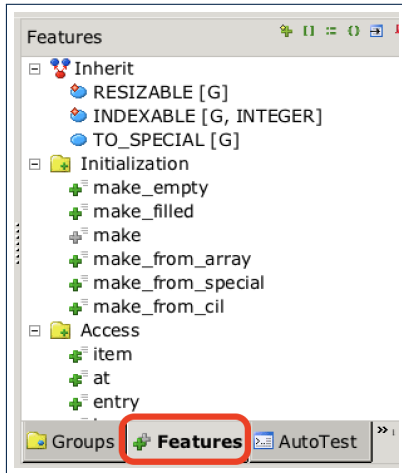 Features
Inherit
RESIZABLE [G]
INDEXABLE [G, INTEGER]
TO_SPECIAL [G]
Initialization
make_empty
make_filled
make
make_from_array
make_from_special
make_from_cil
Access
item
at
entry
Groups Features AutoTest